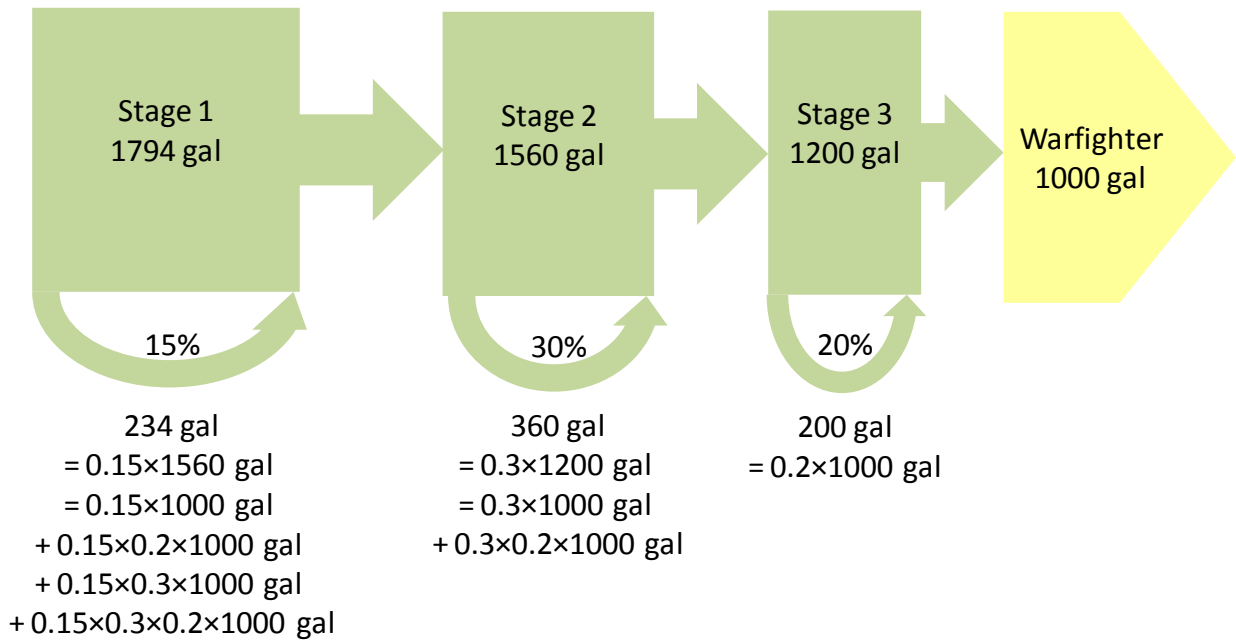 Stage 1
1794 gal
Stage 2
1560 gal
Stage 3
1200 gal
Warfighter
1000 gal
15%
30%
20%
234 gal
= 0.15×1560 gal
= 0.15×1000 gal
+ 0.15×0.2×1000 gal
+ 0.15×0.3×1000 gal
+ 0.15×0.3×0.2×1000 gal
360 gal
= 0.3×1200 gal
= 0.3×1000 gal
+ 0.3×0.2×1000 gal
200 gal
= 0.2×1000 gal